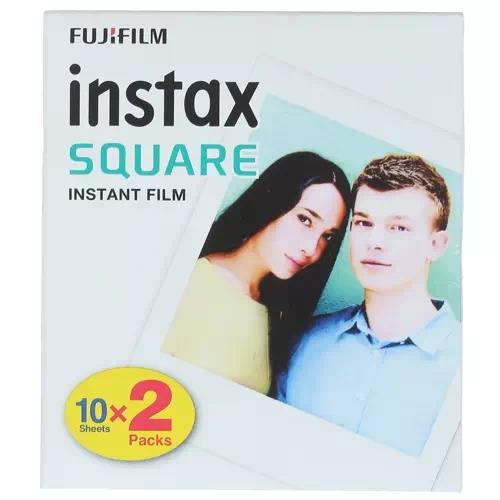 FUJIFILM
instax
SQUARE
INSTANT FILM
10 × 2
Sheets Packs